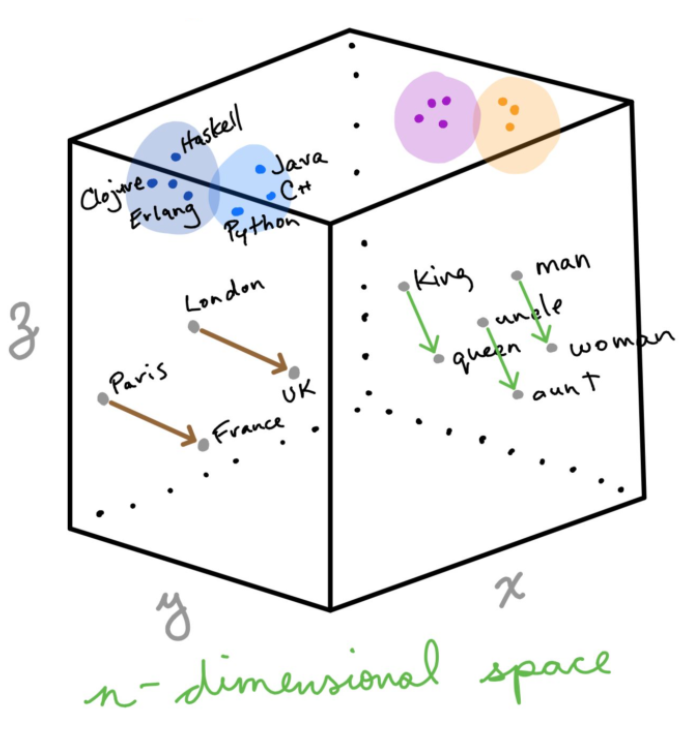 Haskell
Java
Clojure
C++
Erlang
Python
king
man
London
uncle
queen
woman
Paris
UK
aunt
France
z
y
x
n-dimensional space